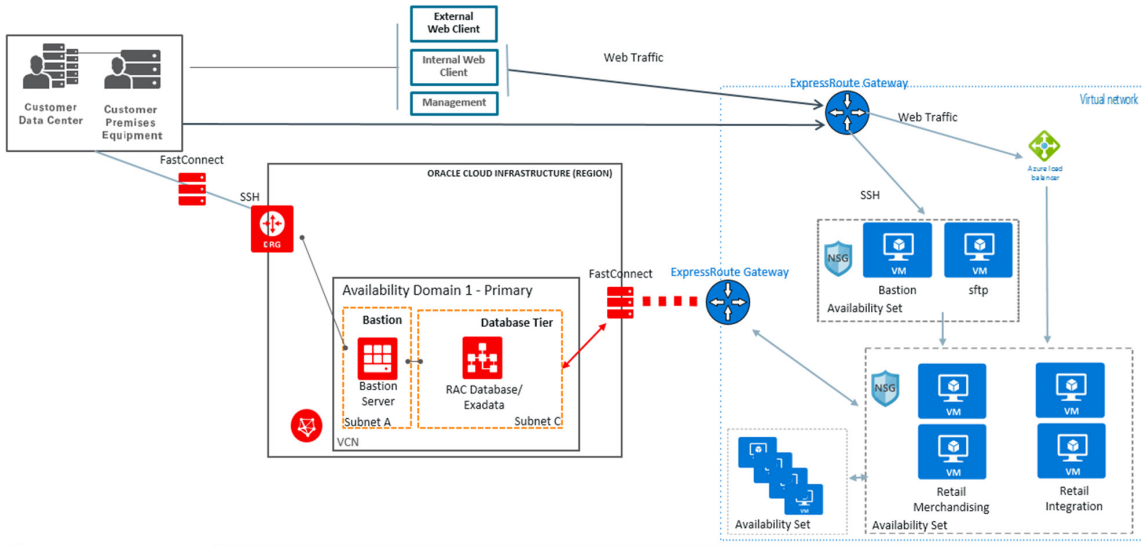 External
Web Client
Internal Web
Client
Management
Customer
Data Center
Customer
Premises
Equipment
Web Traffic
ExpressRoute Gateway
Virtual network
Web Traffic
Azure load
balancer
FastConnect
SSH
DRG
ORACLE CLOUD INFRASTRUCTURE (REGION)
SSH
NSG
VM
VM
Bastion
sftp
Availability Set
FastConnect
ExpressRoute Gateway
Availability Domain 1 - Primary
Bastion
Database Tier
Bastion
Server
RAC Database/
Exadata
Subnet A
Subnet C
VCN
NSG
VM
VM
VM
VM
Retail
Merchandising
Retail
Integration
Availability Set
VM
Availability Set